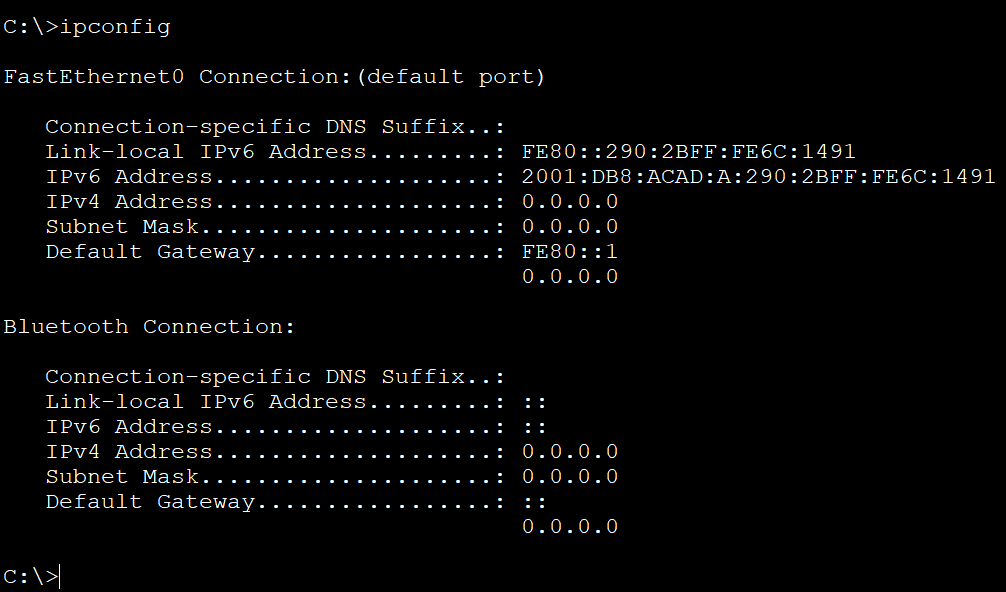 C:\>ipconfig
FastEthernet0 Connection:(default port)
Connection-specific DNS Suffix..:
Link-local IPv6 Address.........: FE80::290:2BFF:FE6C:1491
IPv6 Address....................: 2001:DB8:ACAD:A:290:2BFF:FE6C:1491
IPv4 Address....................: 0.0.0.0
Subnet Mask.....................: 0.0.0.0
Default Gateway.................: FE80::1
0.0.0.0
Bluetooth Connection:
Connection-specific DNS Suffix..:
Link-local IPv6 Address.........: ::
IPv6 Address....................: ::
IPv4 Address....................: 0.0.0.0
Subnet Mask.....................: 0.0.0.0
Default Gateway.................: ::
0.0.0.0
C:\>